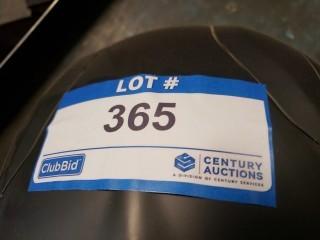 LOT #
365
ClubBid
CENTURY
AUCTIONS
A DIVISION OF CENTURY SERVICES